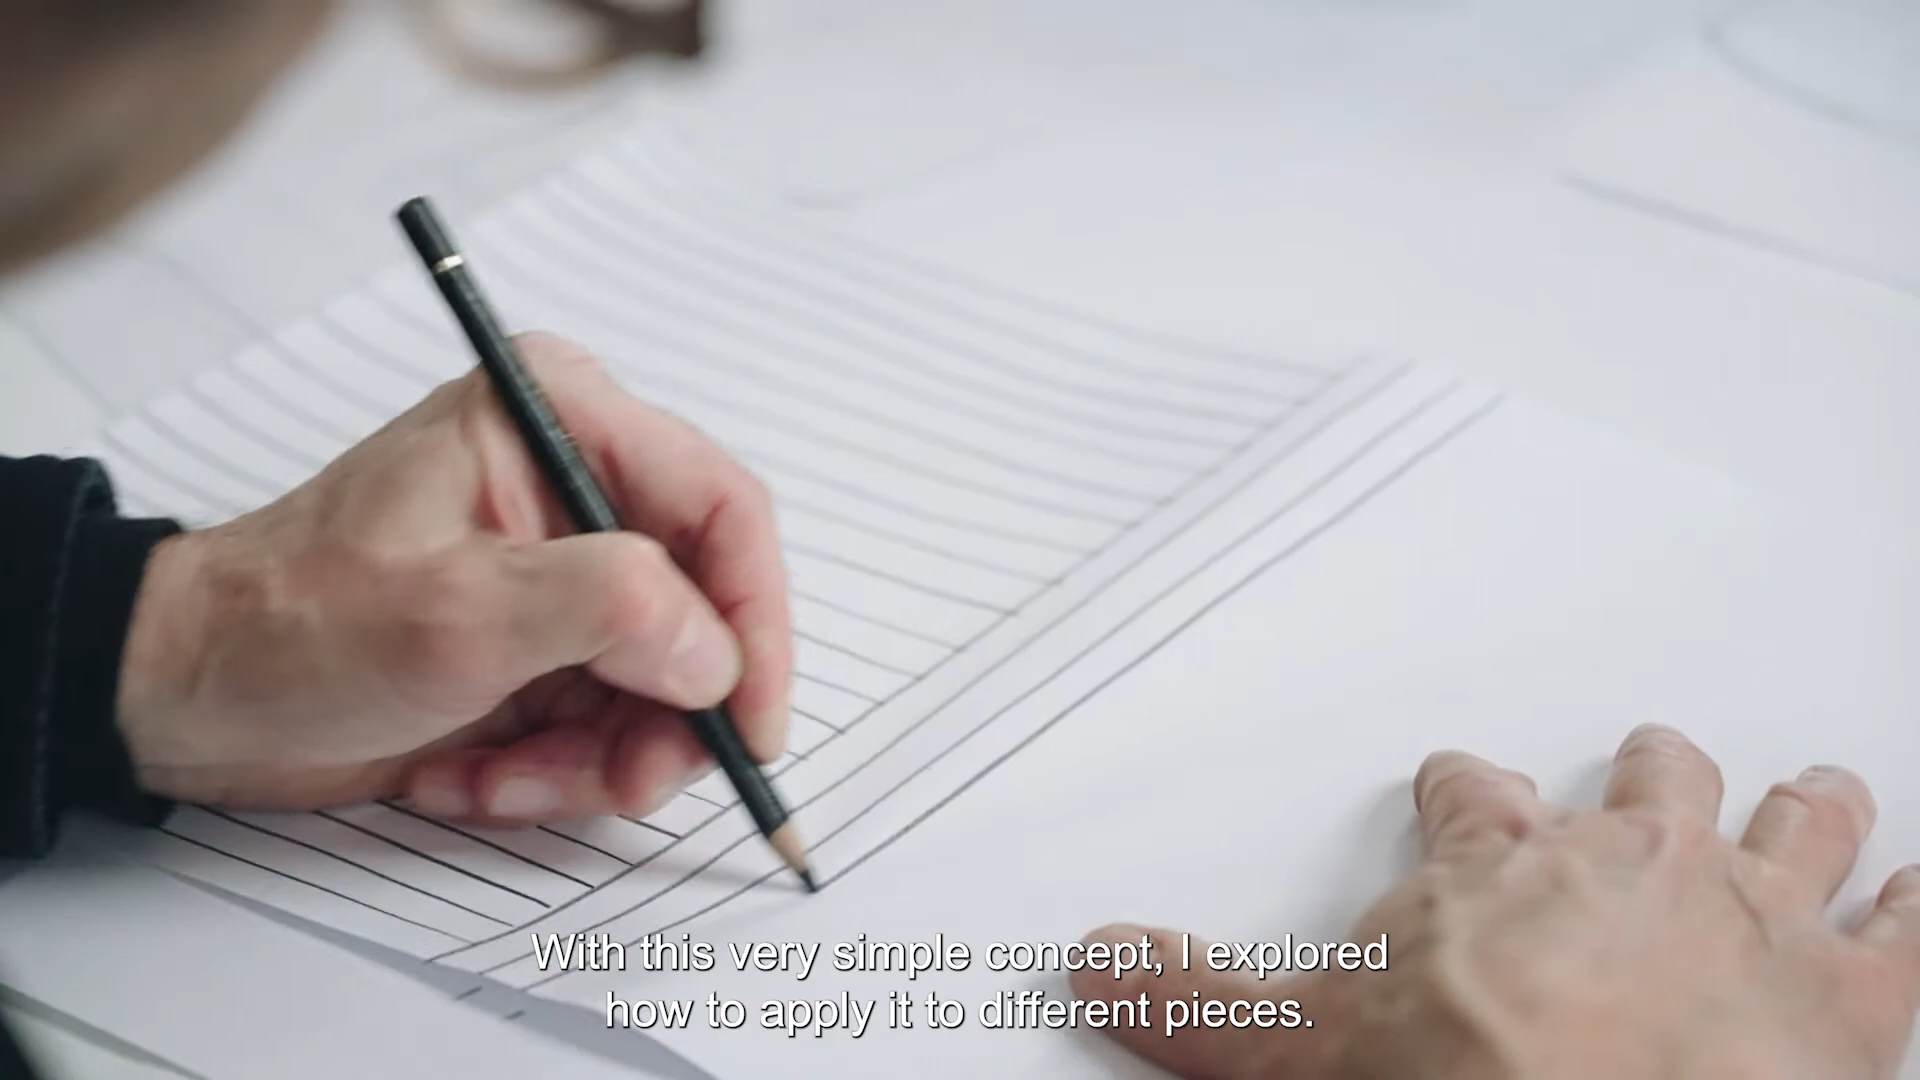 With this very simple concept, I explored
how to apply it to different pieces.